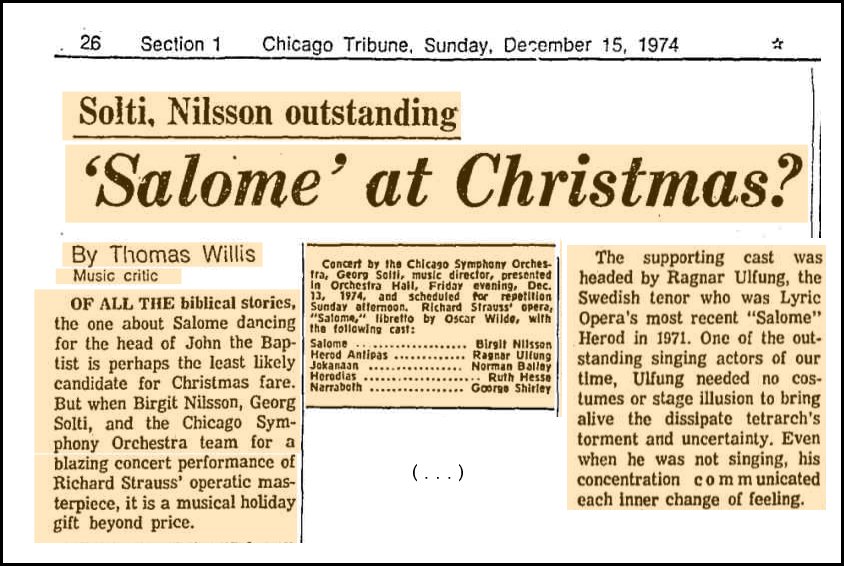 26 Section 1 Chicago Tribune, Sunday, December 15, 1974 ☆
Solti, Nilsson outstanding
‘Salome’ at Christmas?
By Thomas Willis
Music critic
OF ALL THE biblical stories,
the one about Salome dancing
for the head of John the Bap-
tist is perhaps the least likely
candidate for Christmas fare.
But when Birgit Nilsson, Georg
Solti, and the Chicago Sym-
phony Orchestra team for a
blazing concert performance of
Richard Strauss’ operatic mas-
terpiece, it is a musical holiday
gift beyond price.
Concert by the Chicago Symphony Orches-
tra, Georg Solti, music director, presented
in Orchestra Hall, Friday evening, Dec.
13, 1974, and scheduled for repetition
Sunday afternoon. Richard Strauss’ opera,
“Salome,” libretto by Oscar Wilde, with
the following cast:
Salome ........................ Birgit Nilsson
Herod Antipas ............... Ragnar Ulfung
Jokanaan .................... Norman Bailey
Herodias ........................ Ruth Hesse
Narraboth .................. George Shirley
(...)
The supporting cast was
headed by Ragnar Ulfung, the
Swedish tenor who was Lyric
Opera’s most recent “Salome”
Herod in 1971. One of the out-
standing singing actors of our
time, Ulfung needed no cos-
tumes or stage illusion to bring
alive the dissipate tetrarch’s
torment and uncertainty. Even
when he was not singing, his
concentration communicated
each inner change of feeling.